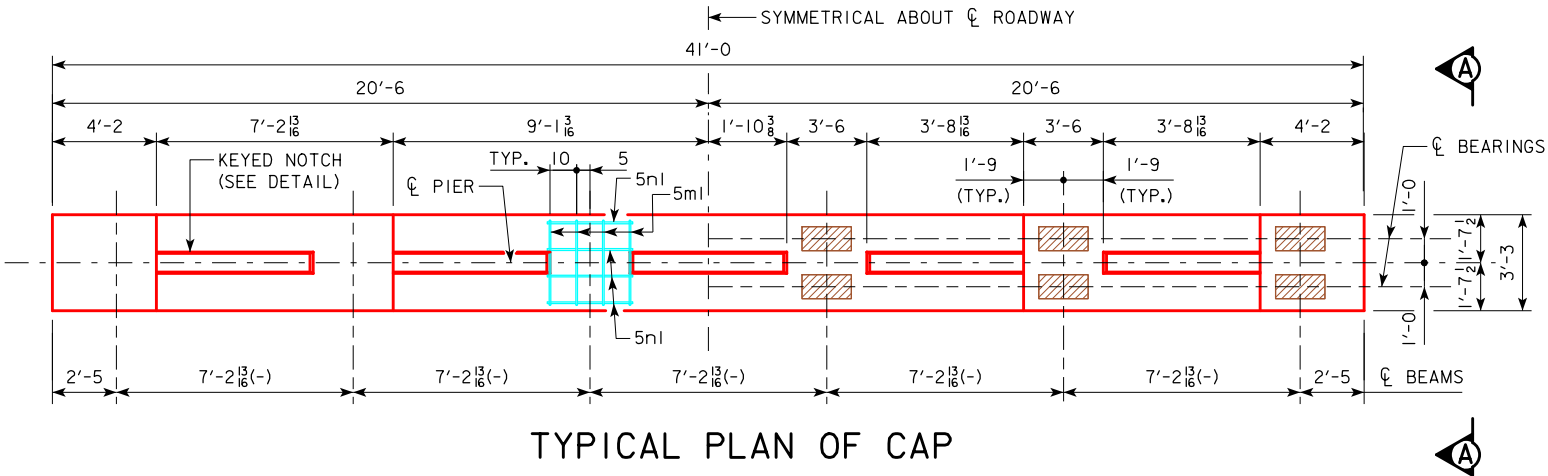 SYMMETRICAL ABOUT ℄ ROADWAY
41'-0
A
20'-6 20'-6
4'-2 7'-2 13/16 9'-1 3/16 1'-10 3/8 3'-6 3'-8 13/16 3'-6 3'-8 13/16 4'-2
KEYED NOTCH
(SEE DETAIL)
TYP. 10 5
℄ BEARINGS
℄ PIER
5n1
5m1
1'-9
(TYP.)
1'-9
(TYP.)
1'-0
1'-7 1/2
3'-3
1'-7 1/2
1'-0
5n1
2'-5 7'-2 13/16(-) 7'-2 13/16(-) 7'-2 13/16(-) 7'-2 13/16(-) 7'-2 13/16(-) 2'-5 ℄ BEAMS
TYPICAL PLAN OF CAP
A